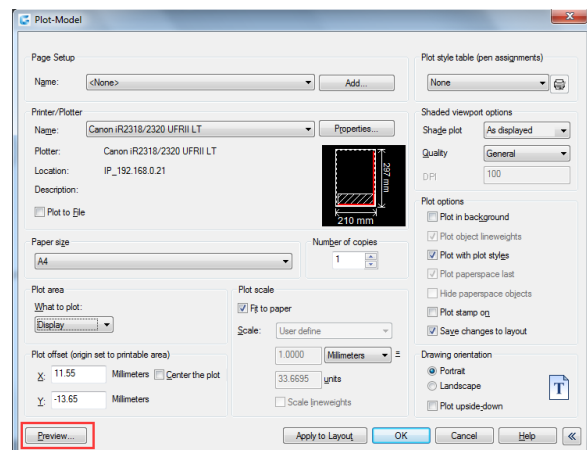 Plot-Model
Page Setup
Name: <None> Add...
Plot style table (pen assignments)
None
Printer/Plotter
Name: Canon iR2318/2320 UFRII LT Properties...
Plotter: Canon iR2318/2320 UFRII LT
Location: IP_192.168.0.21
Description:
Plot to File
297 mm
210 mm
Shaded viewport options
Shade plot As displayed
Quality General
DPI 100
Paper size
A4
Number of copies
1
Plot options
Plot in background
Plot object lineweights
Plot with plot styles
Plot paperspace last
Hide paperspace objects
Plot stamp on
Save changes to layout
Plot area
What to plot:
Display
Plot scale
Fit to paper
Scale: User define
1.0000 Millimeters =
33.6695 units
Scale lineweights
Plot offset (origin set to printable area)
X: 11.55 Millimeters Center the plot
Y: -13.65 Millimeters
Drawing orientation
Portrait
Landscape
Plot upside-down
T
Preview... Apply to Layout OK Cancel Help